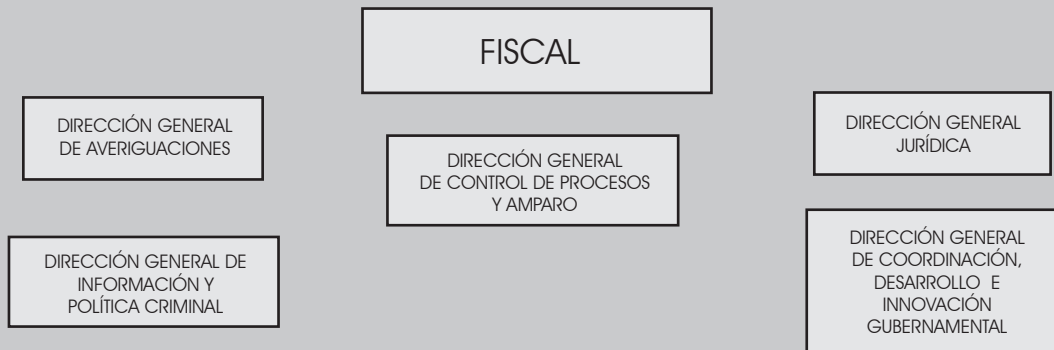 FISCAL
DIRECCIÓN GENERAL
DE AVERIGUACIONES
DIRECCIÓN GENERAL
DE CONTROL DE PROCESOS
Y AMPARO
DIRECCIÓN GENERAL
JURÍDICA
DIRECCIÓN GENERAL DE
INFORMACIÓN Y
POLÍTICA CRIMINAL
DIRECCIÓN GENERAL
DE COORDINACIÓN,
DESARROLLO E
INNOVACIÓN
GUBERNAMENTAL